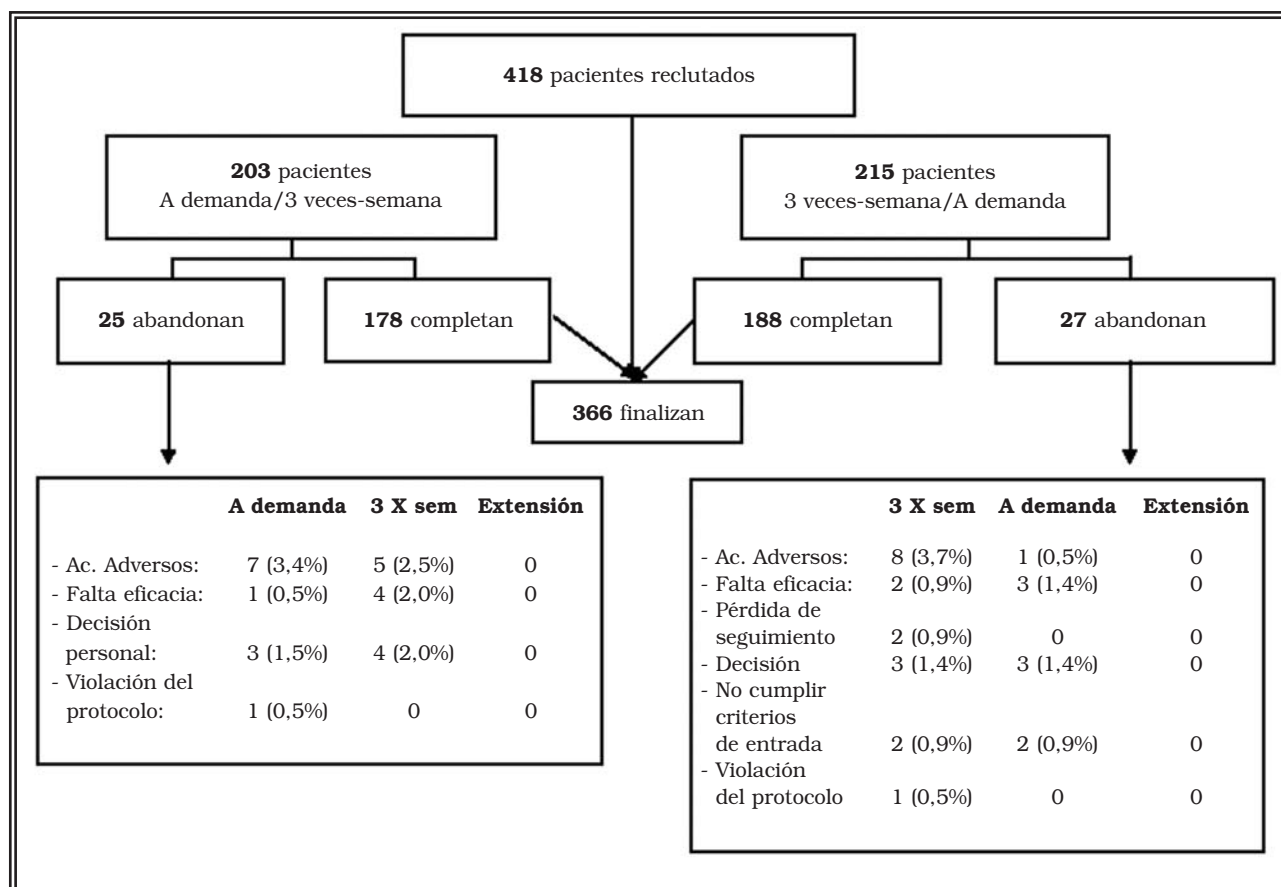 418 pacientes reclutados
203 pacientes
A demanda/3 veces-semana
215 pacientes
3 veces-semana/A demanda
25 abandonan
178 completan
188 completan
27 abandonan
366 finalizan
A demanda 3 X sem Extensión
- Ac. Adversos: 7 (3,4%) 5 (2,5%) 0
- Falta eficacia: 1 (0,5%) 4 (2,0%) 0
- Decisión
personal: 3 (1,5%) 4 (2,0%) 0
- Violación del
protocolo: 1 (0,5%) 0 0
3 X sem A demanda Extensión
- Ac. Adversos: 8 (3,7%) 1 (0,5%) 0
- Falta eficacia: 2 (0,9%) 3 (1,4%) 0
- Pérdida de
seguimiento 2 (0,9%) 0 0
- Decisión 3 (1,4%) 3 (1,4%) 0
- No cumplir
criterios
de entrada 2 (0,9%) 2 (0,9%) 0
- Violación
del protocolo 1 (0,5%) 0 0